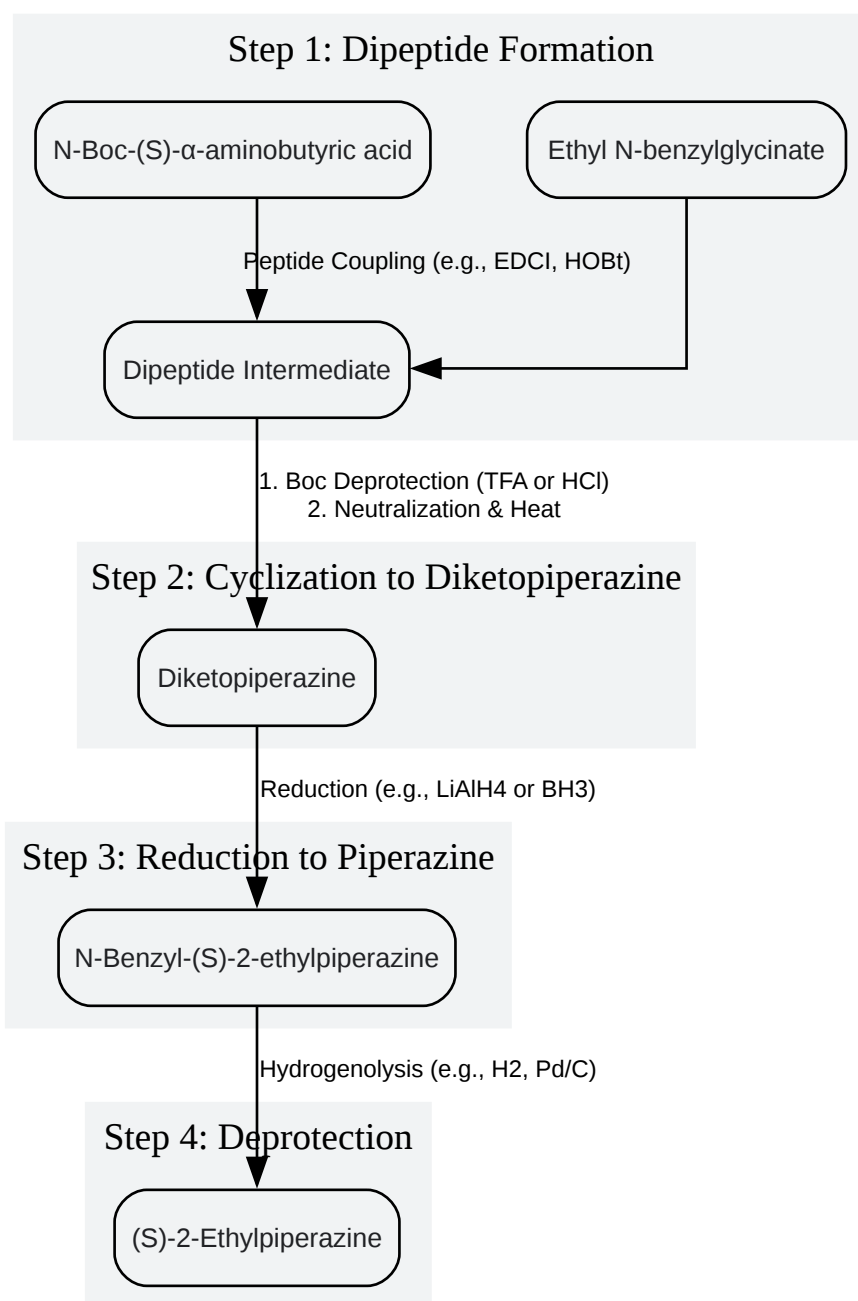 Step 1: Dipeptide Formation
N-Boc-(S)-α-aminobutyric acid
Ethyl N-benzylglycinate
Peptide Coupling (e.g., EDCI, HOBt)
Dipeptide Intermediate
1. Boc Deprotection (TFA or HCl)
2. Neutralization & Heat
Step 2: Cyclization to Diketopiperazine
Diketopiperazine
Reduction (e.g., LiAlH4 or BH3)
Step 3: Reduction to Piperazine
N-Benzyl-(S)-2-ethylpiperazine
Hydrogenolysis (e.g., H2, Pd/C)
Step 4: Deprotection
(S)-2-Ethylpiperazine